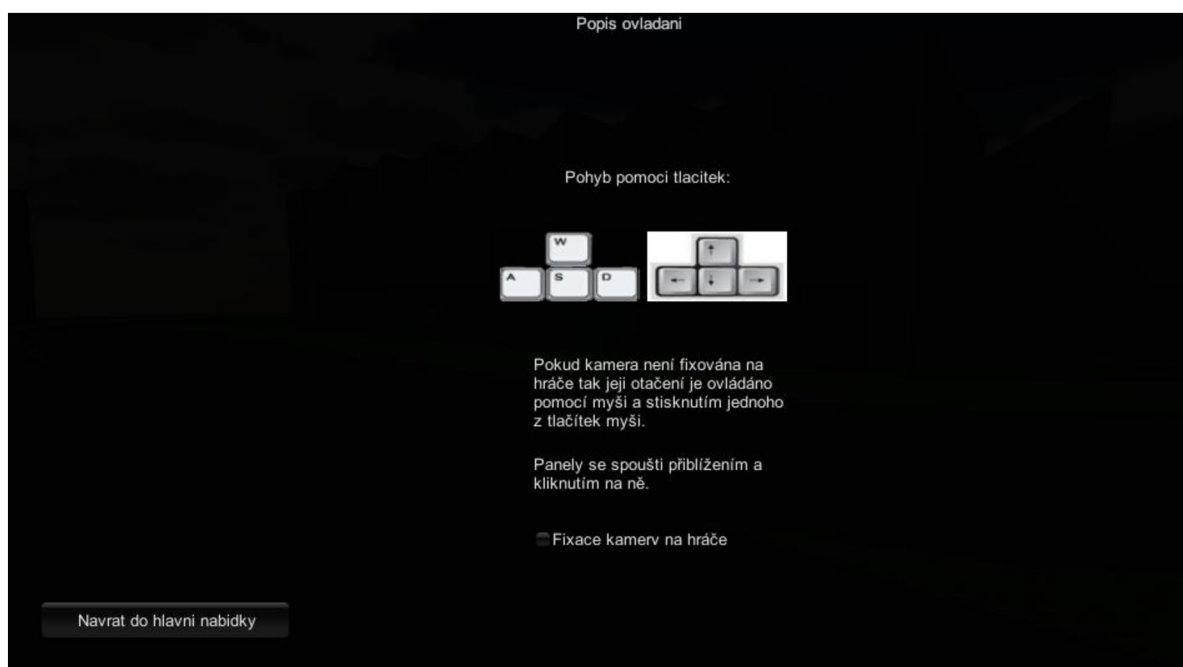 Popis ovladani
Pohyb pomoci tlacitek:
W
A S D
↑
← ↓ →
Pokud kamera není fixována na
hráče tak jeji otačení je ovládáno
pomocí myši a stisknutím jednoho
z tlačítek myši.
Panely se spoušti přiblížením a
kliknutím na ně.
Fixace kamery na hráče
Navrat do hlavni nabidky